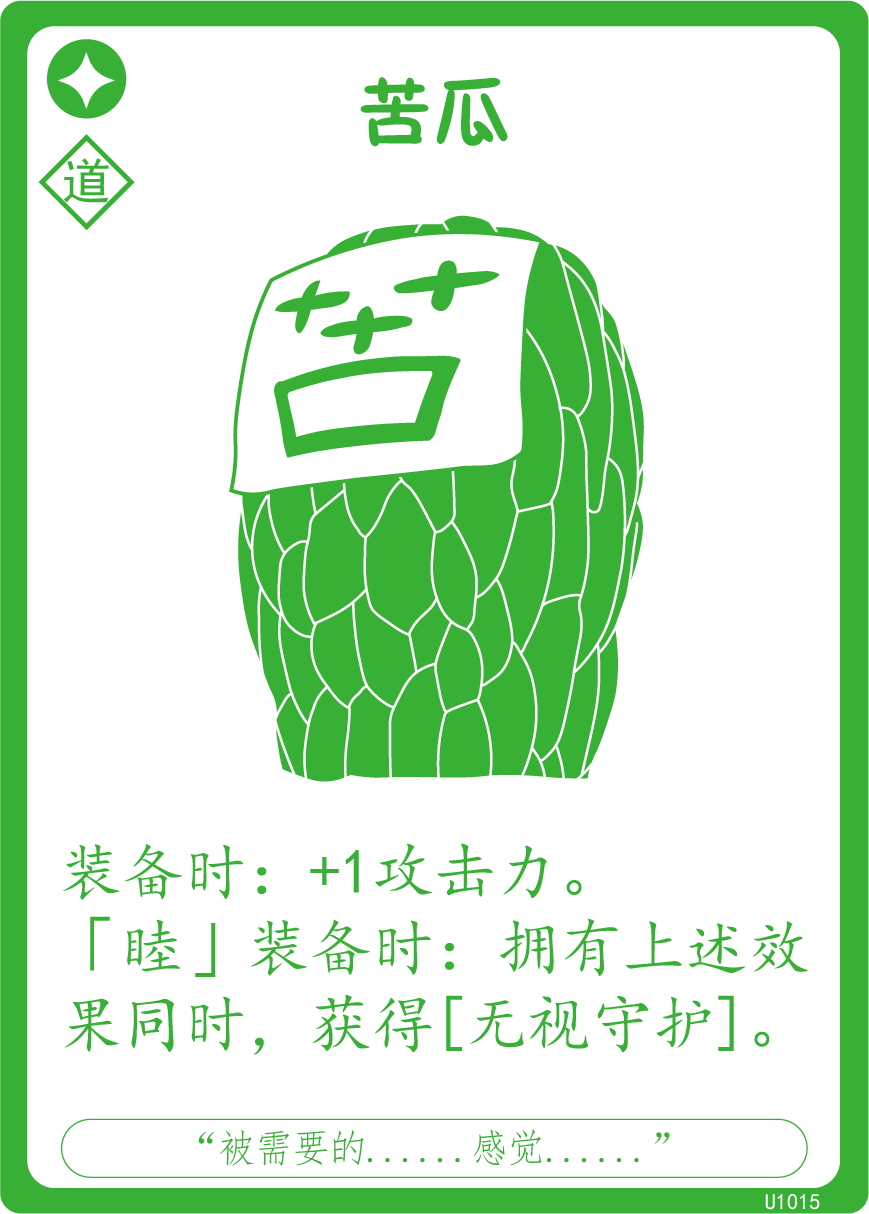 苦瓜
道
苦
装备时：+1攻击力。
「睦」装备时：拥有上述效
果同时，获得[无视守护]。
“被需要的......感觉......”
U1015